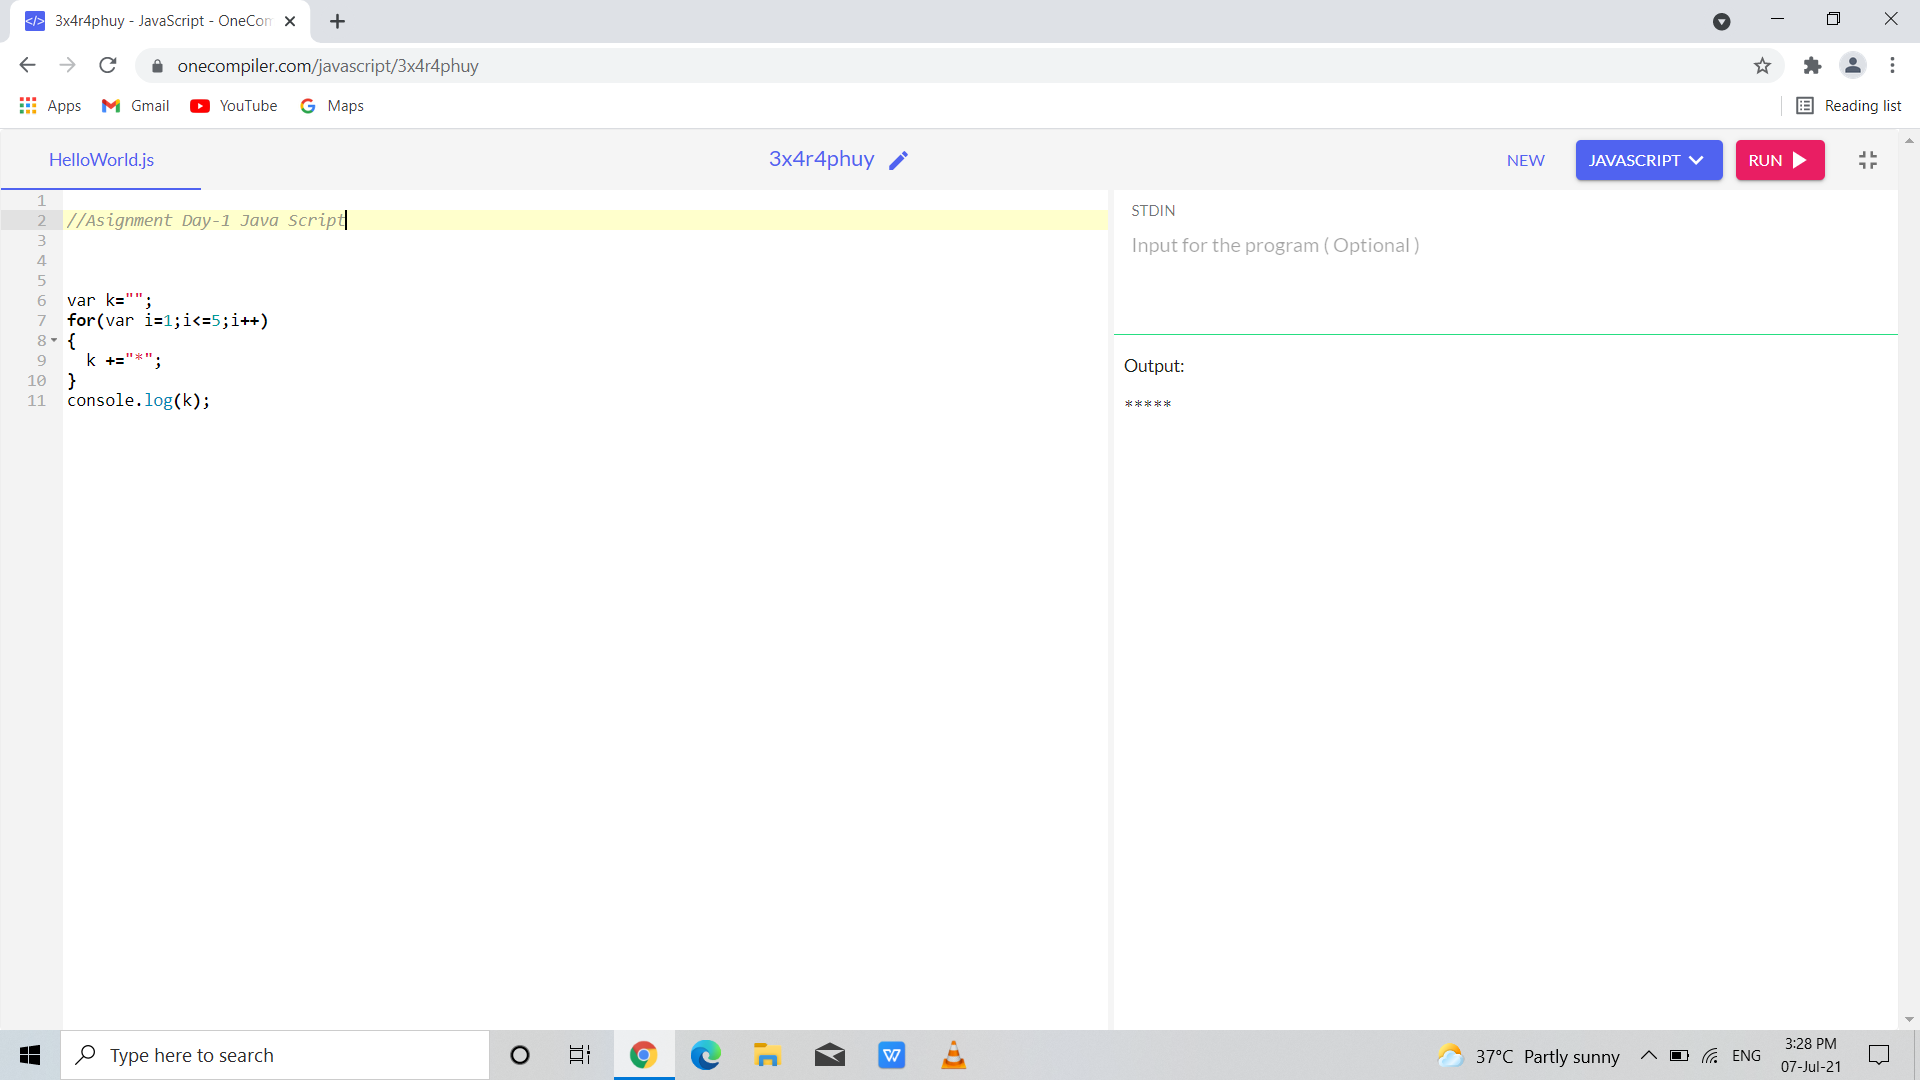 3x4r4phuy - JavaScript - OneCom
onecompiler.com/javascript/3x4r4phuy
Apps Gmail YouTube Maps Reading list
HelloWorld.js 3x4r4phuy NEW JAVASCRIPT RUN
1
2 //Asignment Day-1 Java Script
3
4
5
6 var k="";
7 for(var i=1;i<=5;i++)
8 {
9 k +="*";
10 }
11 console.log(k);
STDIN
Input for the program ( Optional )
Output:
*****
Type here to search
37°C Partly sunny
ENG
3:28 PM
07-Jul-21